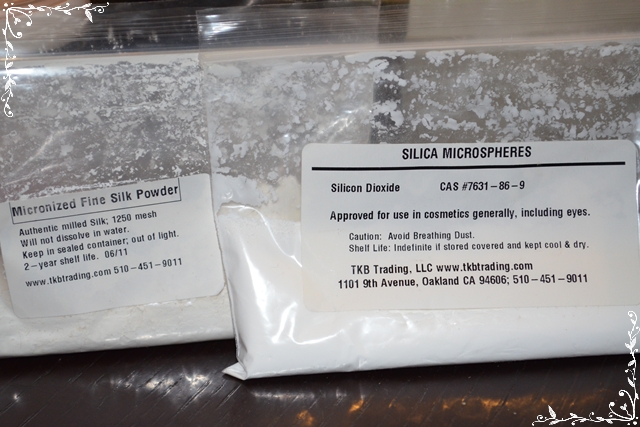 Micronized Fine Silk Powder
Authentic milled Silk; 1250 mesh
Will not dissolve in water.
Keep in sealed container; out of light.
2-year shelf life. 06/11
www.tkbtrading.com 510-451-9011
SILICA MICROSPHERES
Silicon Dioxide CAS #7631-86-9
Approved for use in cosmetics generally, including eyes.
Caution: Avoid Breathing Dust.
Shelf Life: Indefinite if stored covered and kept cool & dry.
TKB Trading, LLC www.tkbtrading.com
1101 9th Avenue, Oakland CA 94606; 510-451-9011